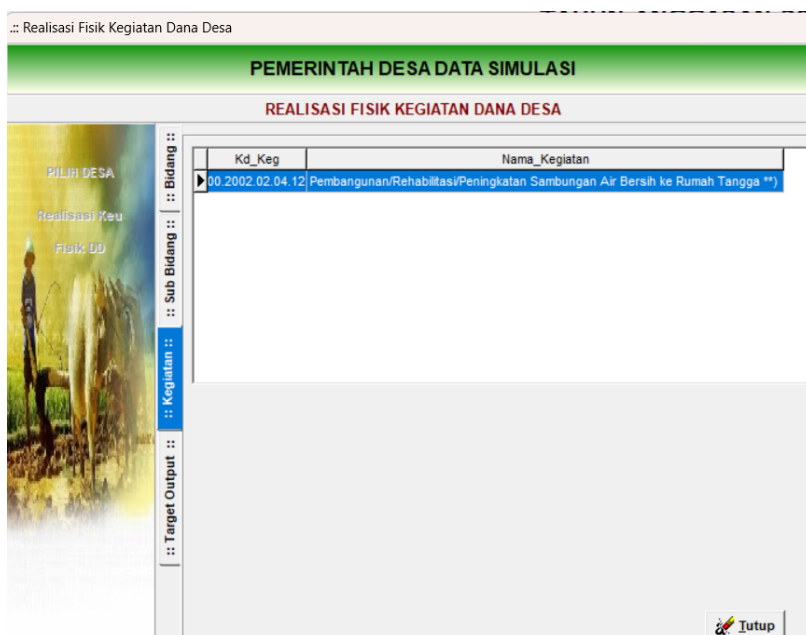 .:: Realisasi Fisik Kegiatan Dana Desa
PEMERINTAH DESA DATA SIMULASI
REALISASI FISIK KEGIATAN DANA DESA
PILIH DESA
Realisasi Keu
Fisik DD
:: Bidang ::
:: Sub Bidang ::
:: Kegiatan ::
:: Target Output ::
Kd_Keg Nama_Kegiatan
00.2002.02.04.12 Pembangunan/Rehabilitasi/Peningkatan Sambungan Air Bersih ke Rumah Tangga **)
Tutup